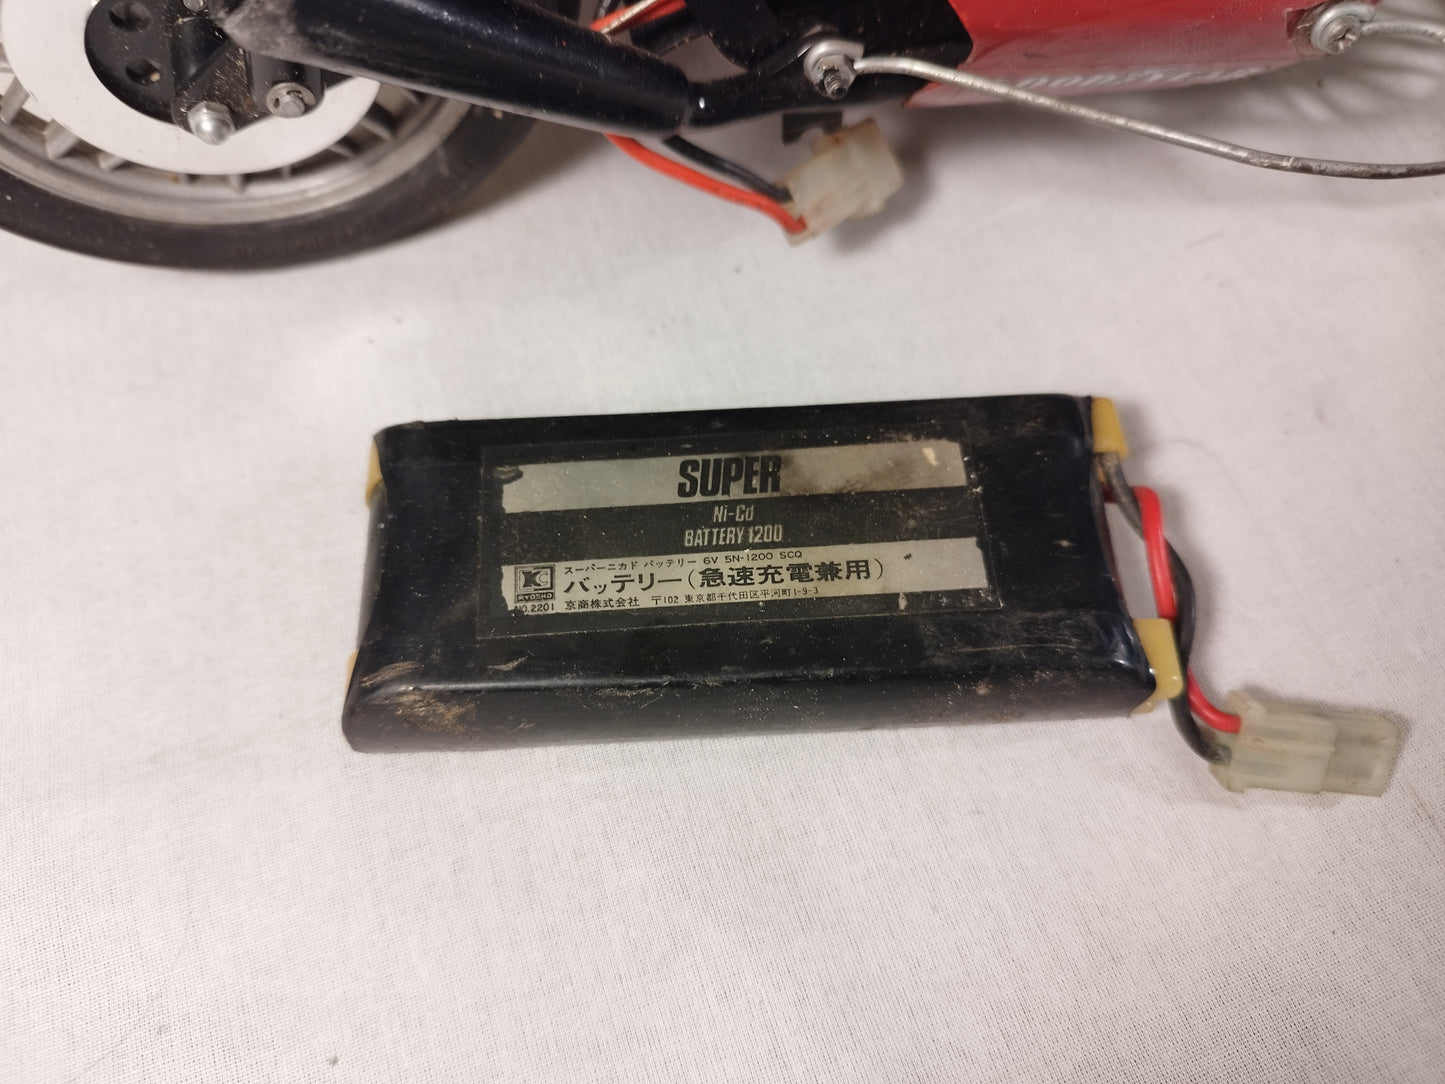 SUPER
Ni-Cd
BATTERY 1200
スーパーニカド バッテリー 6V 5N-1200 SCQ
バッテリー(急速充電兼用)
KYOSHO
NO.2201 京商株式会社 〒102 東京都千代田区平河町1-9-3